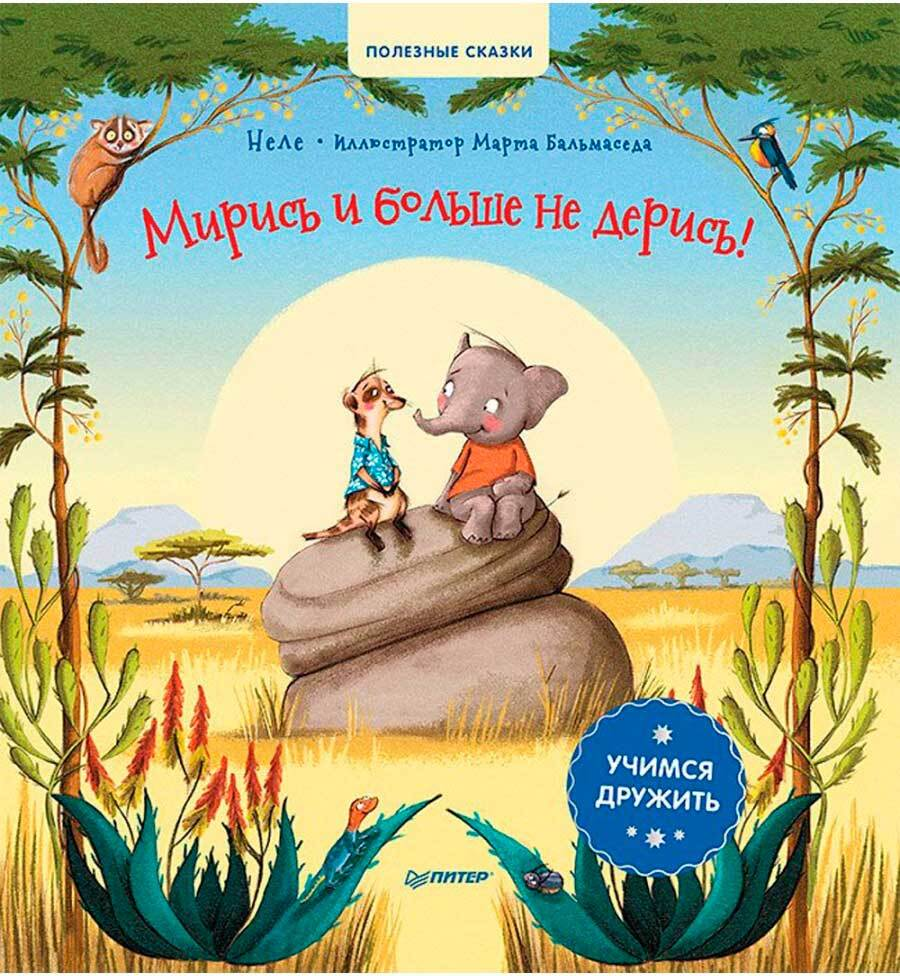 ПОЛЕЗНЫЕ СКАЗКИ
Неле • Иллюстратор Марта Бальмаседа
Мирись и больше не дерись!
УЧИМСЯ
ДРУЖИТЬ
ПИТЕР